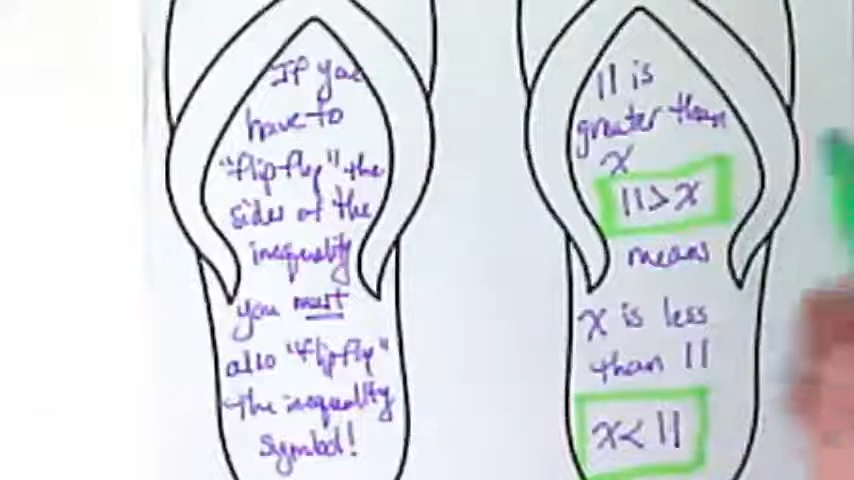 If you
have to
"flip flop" the
sides of the
inequality
you must
also "flip flop"
the inequality
symbol!
11 is
greater than
x
11 > x
means
x is less
than 11
x < 11